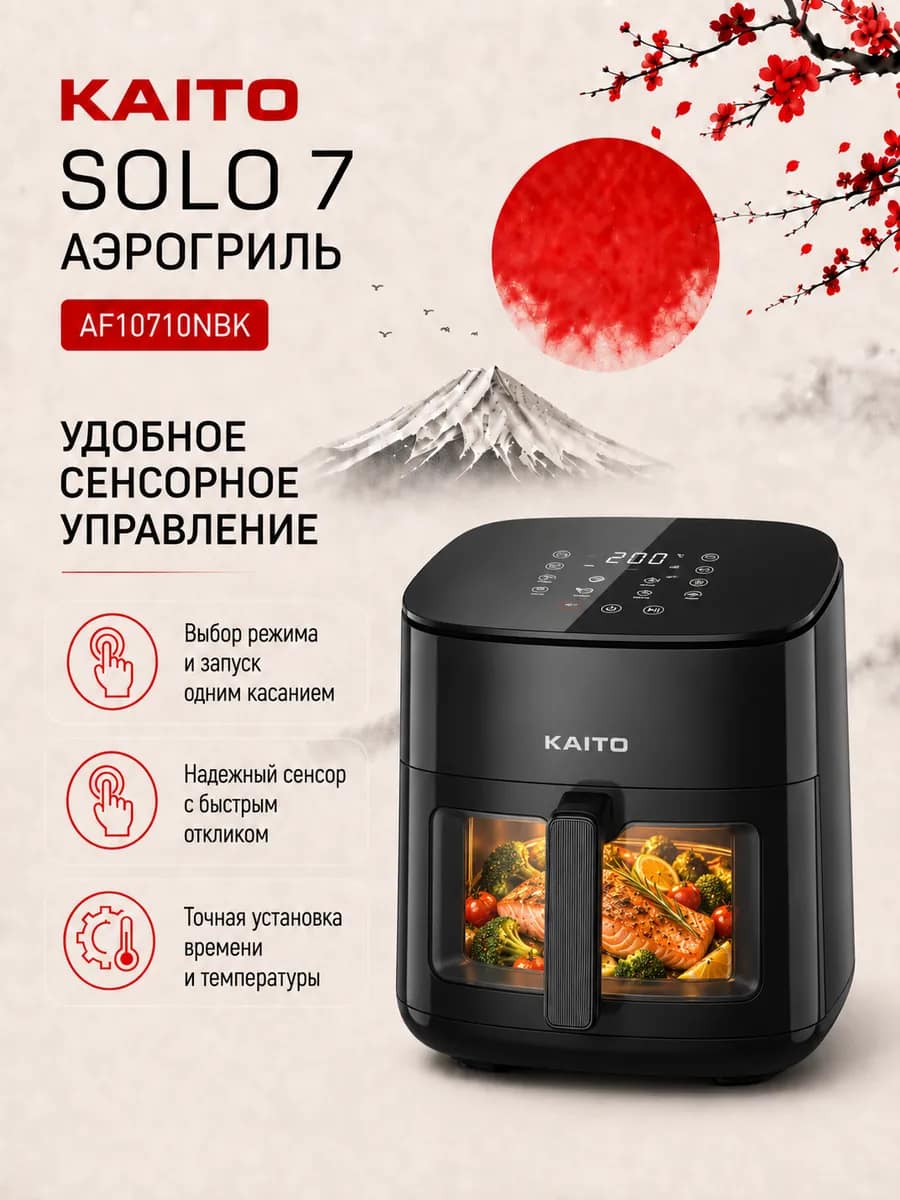 KAITO
SOLO 7
АЭРОГРИЛЬ
AF10710NBK
УДОБНОЕ
СЕНСОРНОЕ
УПРАВЛЕНИЕ
Выбор режима
и запуск
одним касанием
Надежный сенсор
с быстрым
откликом
Точная установка
времени
и температуры
200
°C
KAITO